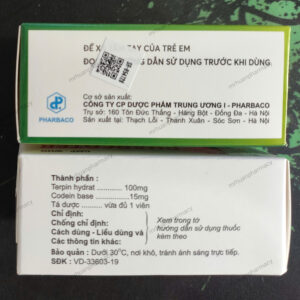 ĐỂ XA TAY CỦA TRẺ EM
ĐỌC DẪN SỬ DỤNG TRƯỚC KHI DÙNG.
Cơ sở sản xuất:
CÔNG TY CP DƯỢC PHẨM TRUNG ƯƠNG I - PHARBACO
Trụ sở: 160 Tôn Đức Thắng - Hàng Bột - Đống Đa - Hà Nội
Sản xuất tại: Thạch Lỗi - Thanh Xuân - Sóc Sơn - Hà Nội
PHARBACO
Thành phần :
Terpin hydrat ........... 100mg
Codein base ............... 15mg
Tá dược ........ vừa đủ 1 viên
Chỉ định:
Chống chỉ định:
Cách dùng - Liều dùng và
Các thông tin khác:
Xem trong tờ
hướng dẫn sử dụng thuốc
kèm theo
Bảo quản : Dưới 30°C, nơi khô, tránh ánh sáng trực tiếp.
SĐK : VD-33603-19